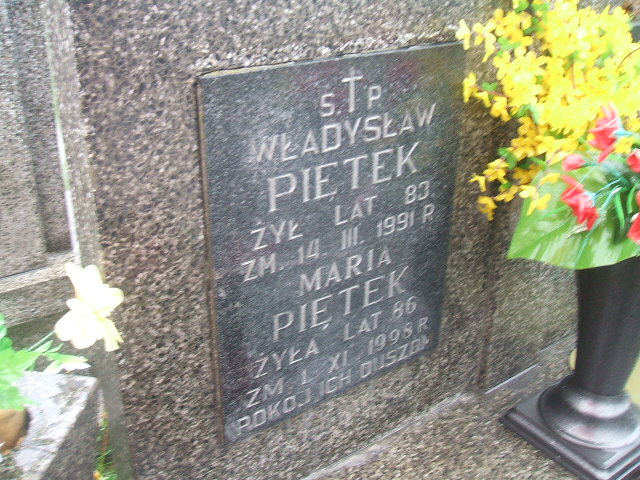 Ś.†P
WŁADYSŁAW
PIĘTEK
ŻYŁ LAT 83
ZM. 14. III. 1991 R
MARIA
PIĘTEK
ŻYŁA LAT 86
ZM 1 XI. 1998 R
POKÓJ ICH DUSZOM